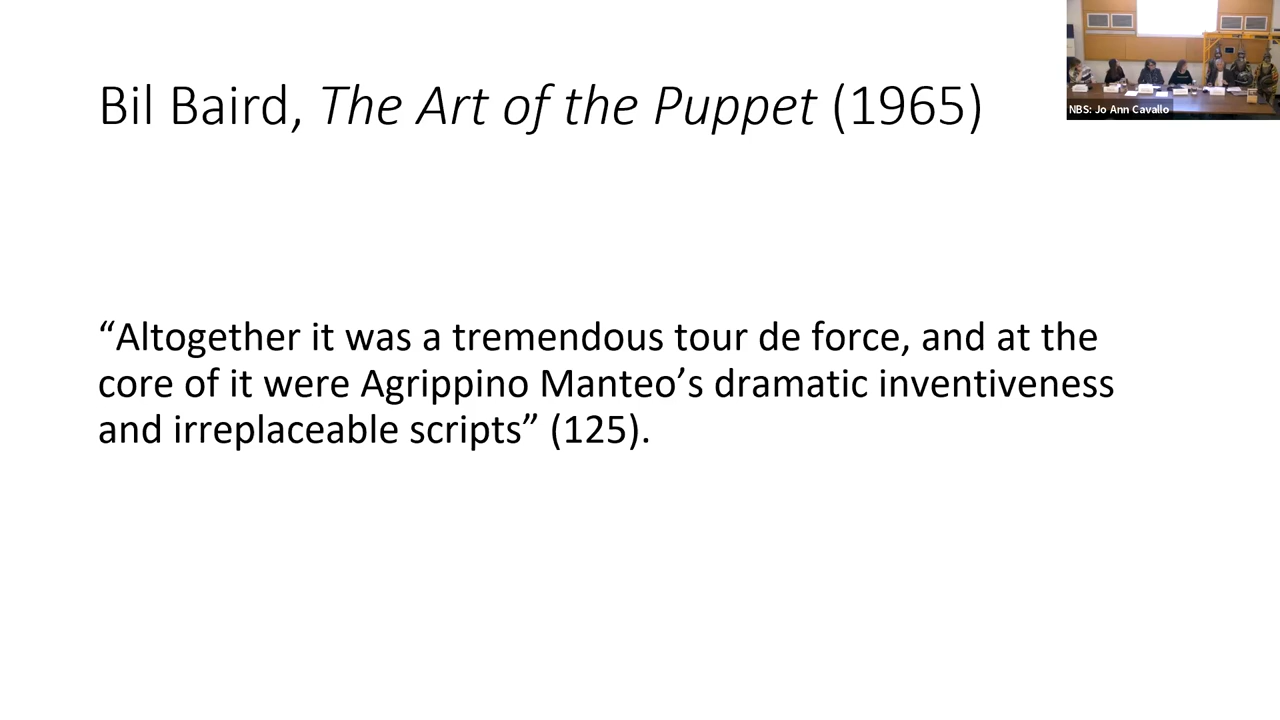 Bil Baird, The Art of the Puppet (1965)
NBS: Jo Ann Cavallo
“Altogether it was a tremendous tour de force, and at the
core of it were Agrippino Manteo’s dramatic inventiveness
and irreplaceable scripts” (125).